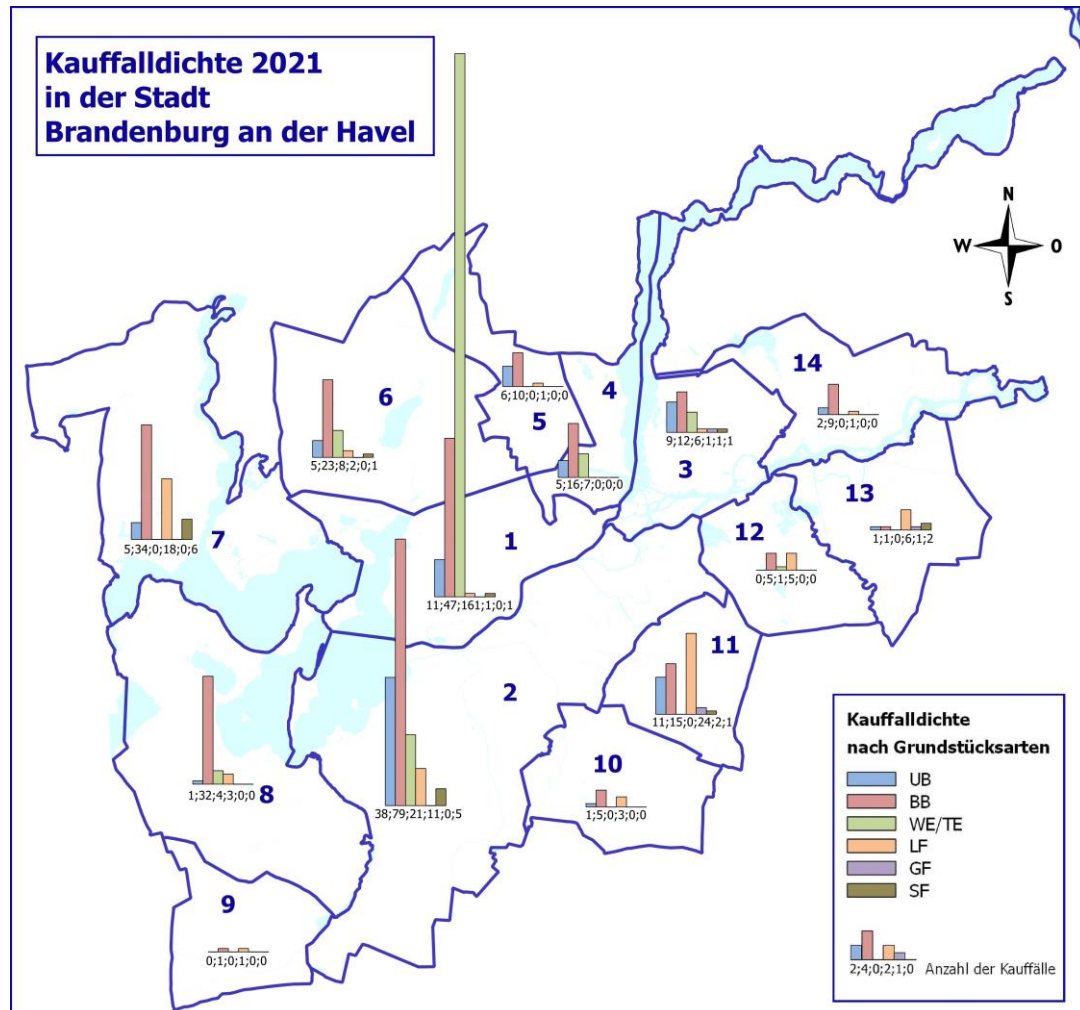 Kauffalldichte 2021
in der Stadt
Brandenburg an der Havel
N
W
O
S
14
6
4
5
6;10;0;1;0;0
2;9;0;1;0;0
9;12;6;1;1;1
5;23;8;2;0;1
3
5;16;7;0;0;0
13
7
5;34;0;18;0;6
1
12
1;1;0;6;1;2
0;5;1;5;0;0
11;47;161;1;0;1
11
2
11;15;0;24;2;1
10
8
1;32;4;3;0;0
38;79;21;11;0;5
1;5;0;3;0;0
9
0;1;0;1;0;0
Kauffalldichte
nach Grundstücksarten
UB
BB
WE/TE
LF
GF
SF
2;4;0;2;1;0
Anzahl der Kauffälle